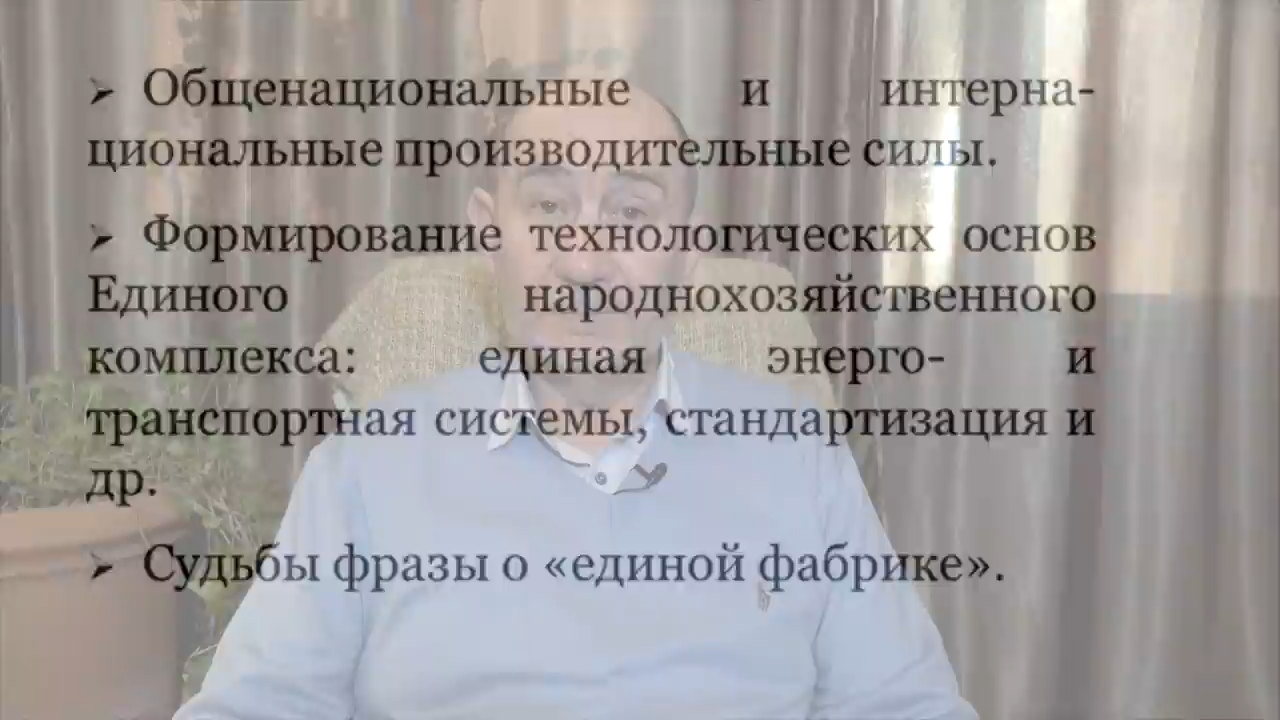 ➢ Общенациональные и интерна-
циональные производительные силы.
➢ Формирование технологических основ
Единого народнохозяйственного
комплекса: единая энерго- и
транспортная системы, стандартизация и
др.
➢ Судьбы фразы о «единой фабрике».